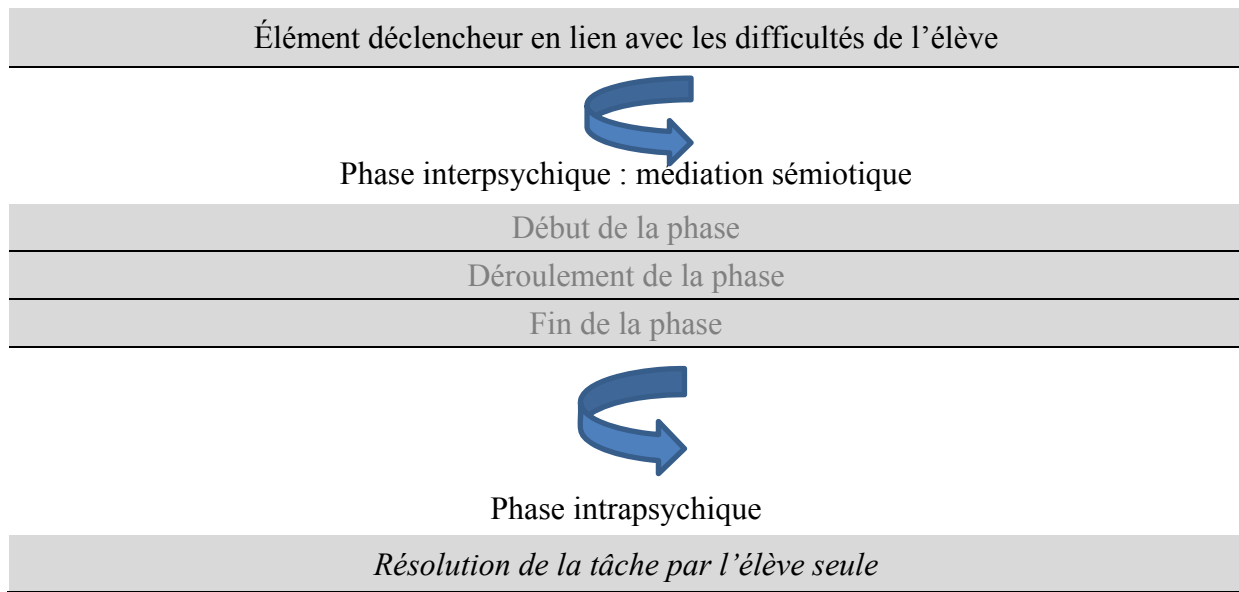 Élément déclencheur en lien avec les difficultés de l’élève
Phase interpsychique : médiation sémiotique
Début de la phase
Déroulement de la phase
Fin de la phase
Phase intrapsychique
Résolution de la tâche par l’élève seule